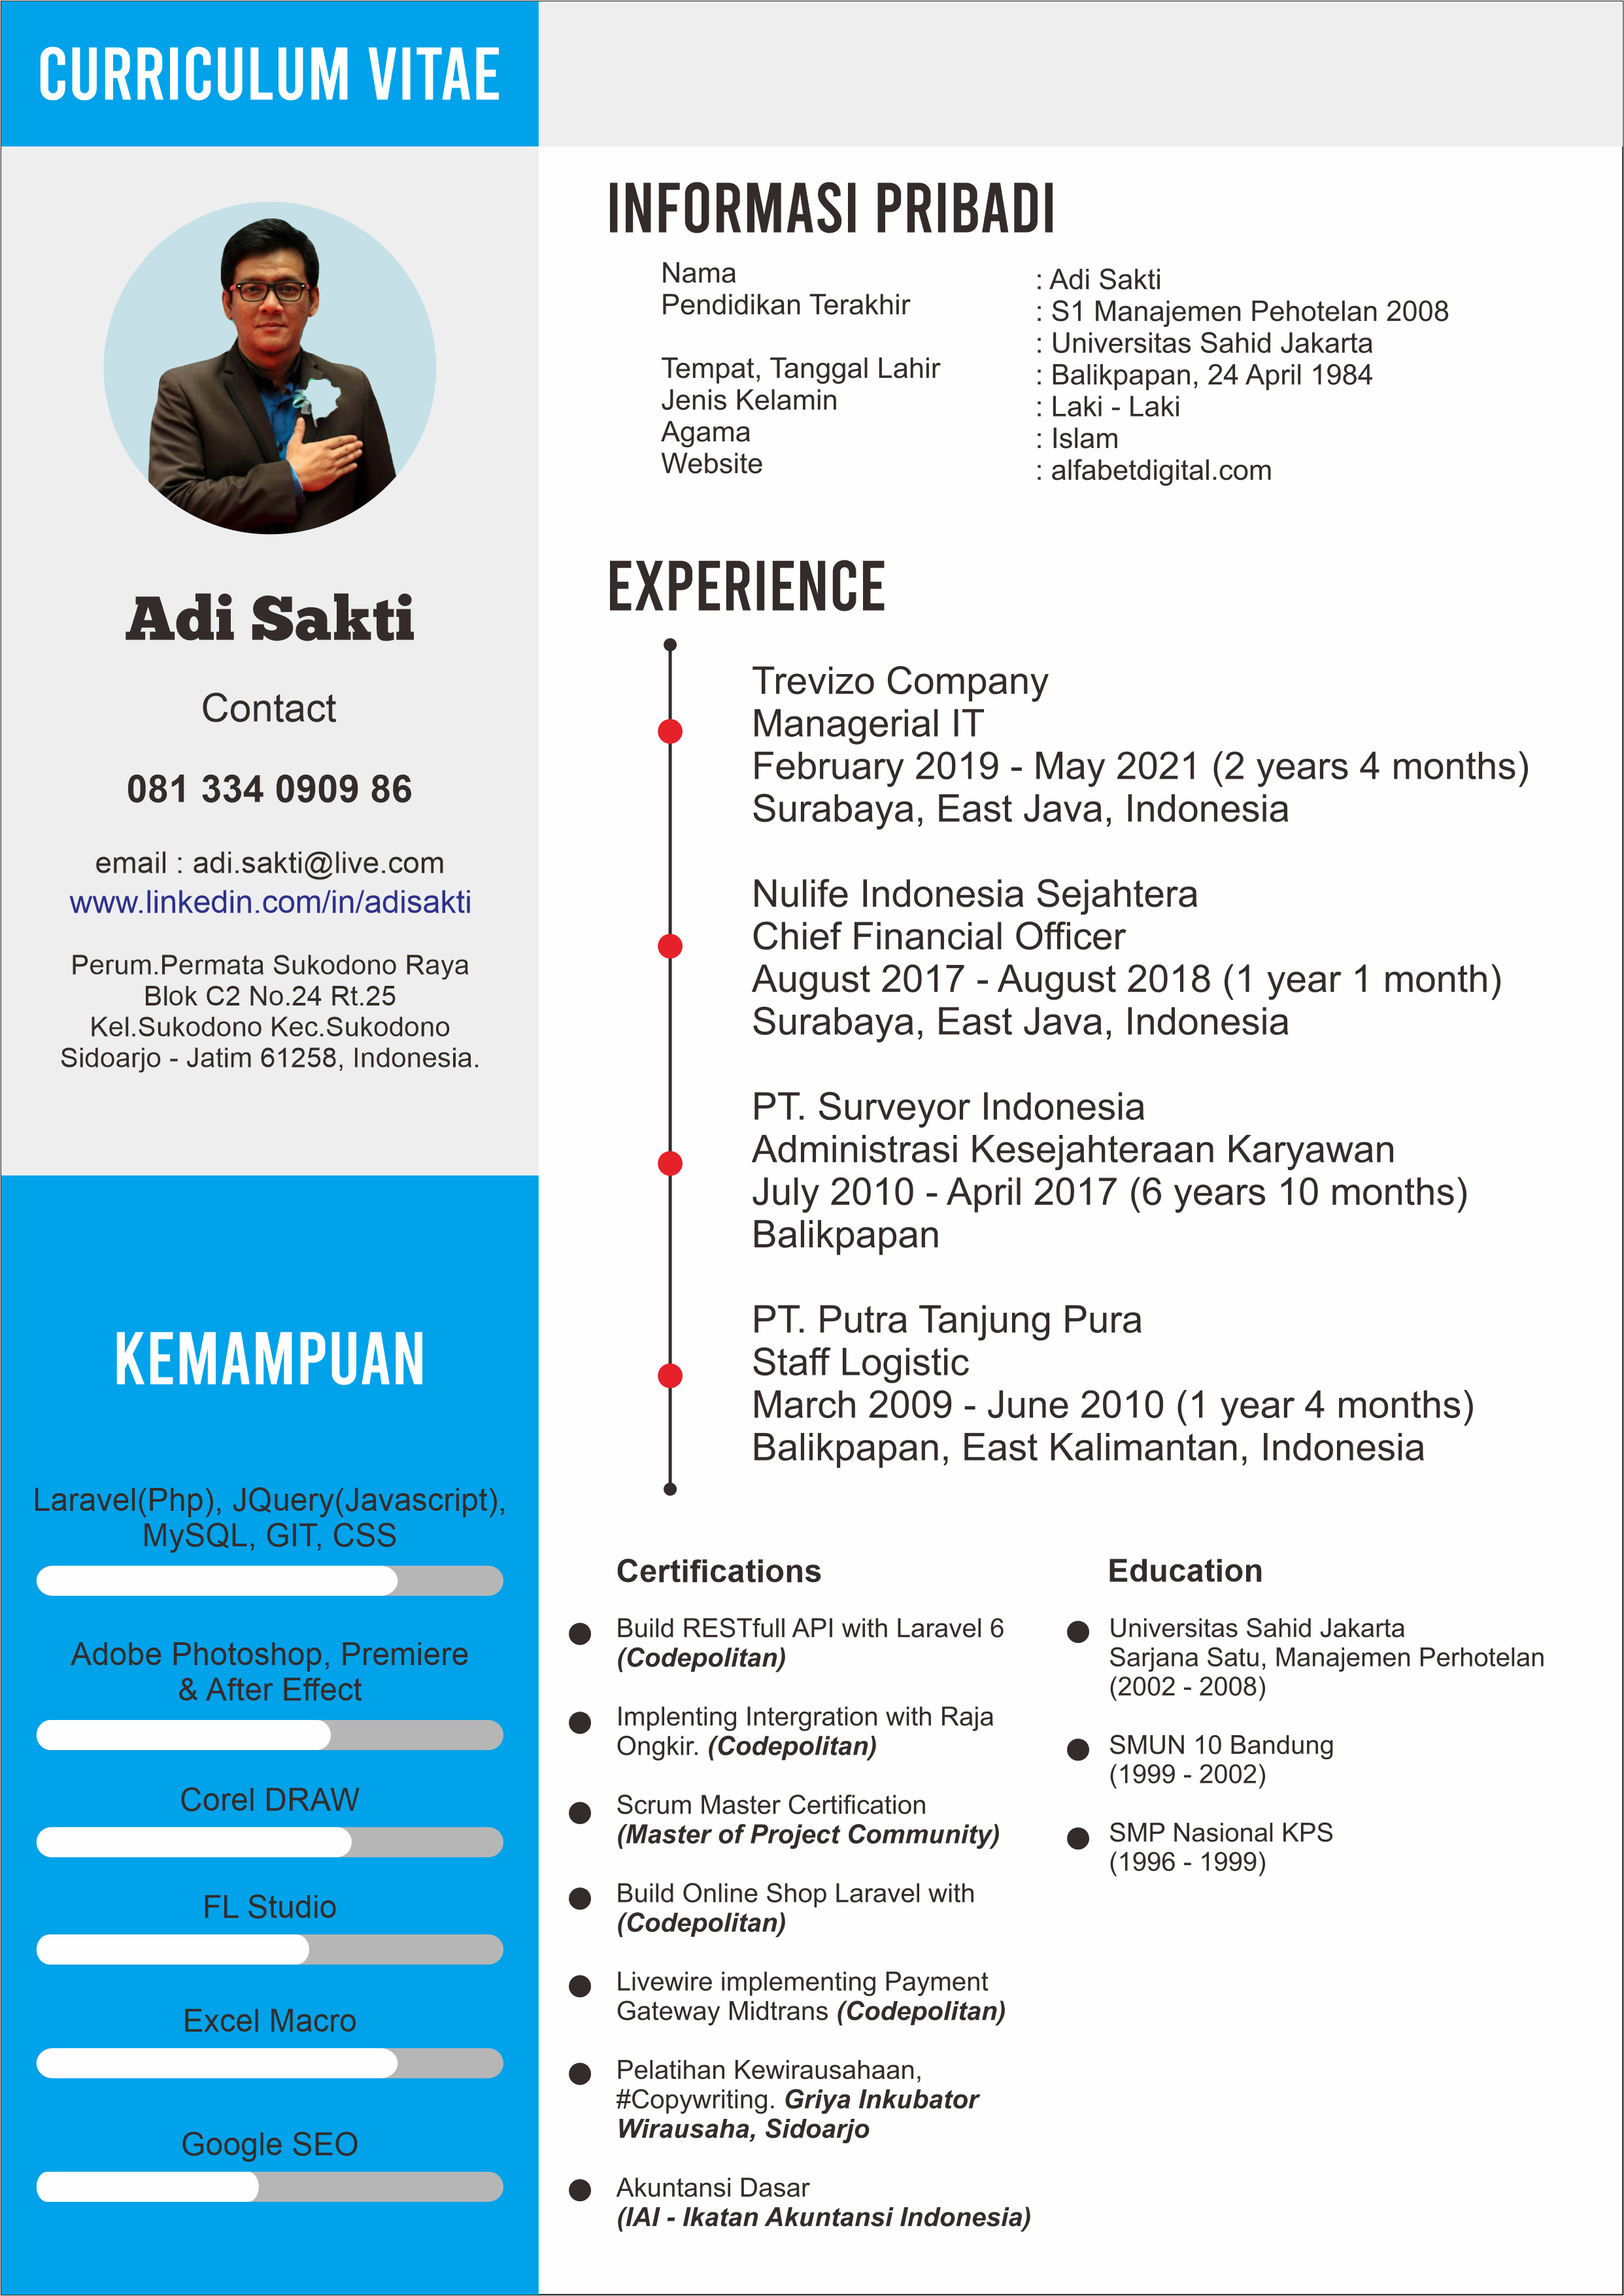 CURRICULUM VITAE
Adi Sakti
Contact
081 334 0909 86
email : adi.sakti@live.com
www.linkedin.com/in/adisakti
Perum.Permata Sukodono Raya
Blok C2 No.24 Rt.25
Kel.Sukodono Kec.Sukodono
Sidoarjo - Jatim 61258, Indonesia.
KEMAMPUAN
Laravel(Php), JQuery(Javascript),
MySQL, GIT, CSS
Adobe Photoshop, Premiere
& After Effect
Corel DRAW
FL Studio
Excel Macro
Google SEO
INFORMASI PRIBADI
Nama : Adi Sakti
Pendidikan Terakhir : S1 Manajemen Pehotelan 2008
: Universitas Sahid Jakarta
Tempat, Tanggal Lahir : Balikpapan, 24 April 1984
Jenis Kelamin : Laki - Laki
Agama : Islam
Website : alfabetdigital.com
EXPERIENCE
Trevizo Company
Managerial IT
February 2019 - May 2021 (2 years 4 months)
Surabaya, East Java, Indonesia
Nulife Indonesia Sejahtera
Chief Financial Officer
August 2017 - August 2018 (1 year 1 month)
Surabaya, East Java, Indonesia
PT. Surveyor Indonesia
Administrasi Kesejahteraan Karyawan
July 2010 - April 2017 (6 years 10 months)
Balikpapan
PT. Putra Tanjung Pura
Staff Logistic
March 2009 - June 2010 (1 year 4 months)
Balikpapan, East Kalimantan, Indonesia
Certifications
Build RESTfull API with Laravel 6
(Codepolitan)
Implenting Intergration with Raja
Ongkir. (Codepolitan)
Scrum Master Certification
(Master of Project Community)
Build Online Shop Laravel with
(Codepolitan)
Livewire implementing Payment
Gateway Midtrans (Codepolitan)
Pelatihan Kewirausahaan,
#Copywriting. Griya Inkubator
Wirausaha, Sidoarjo
Akuntansi Dasar
(IAI - Ikatan Akuntansi Indonesia)
Education
Universitas Sahid Jakarta
Sarjana Satu, Manajemen Perhotelan
(2002 - 2008)
SMUN 10 Bandung
(1999 - 2002)
SMP Nasional KPS
(1996 - 1999)